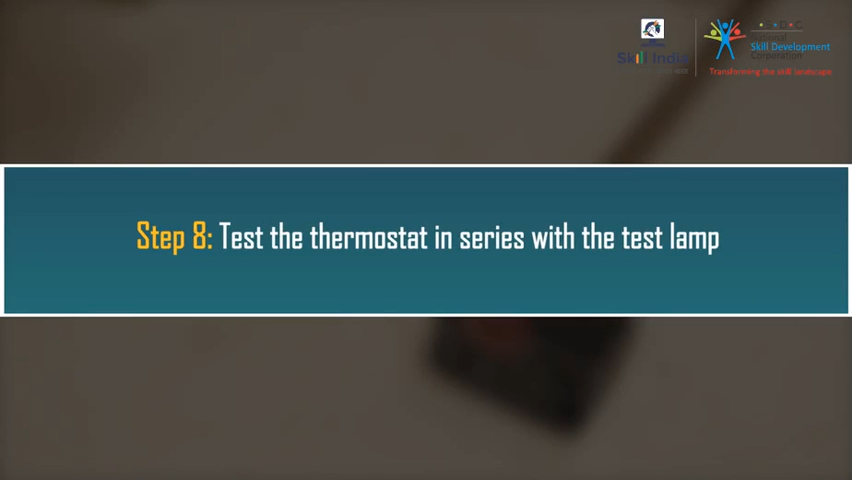 Skill India
N·S·D·C
National
Skill Development
Corporation
Transforming the skill landscape
Step 8: Test the thermostat in series with the test lamp